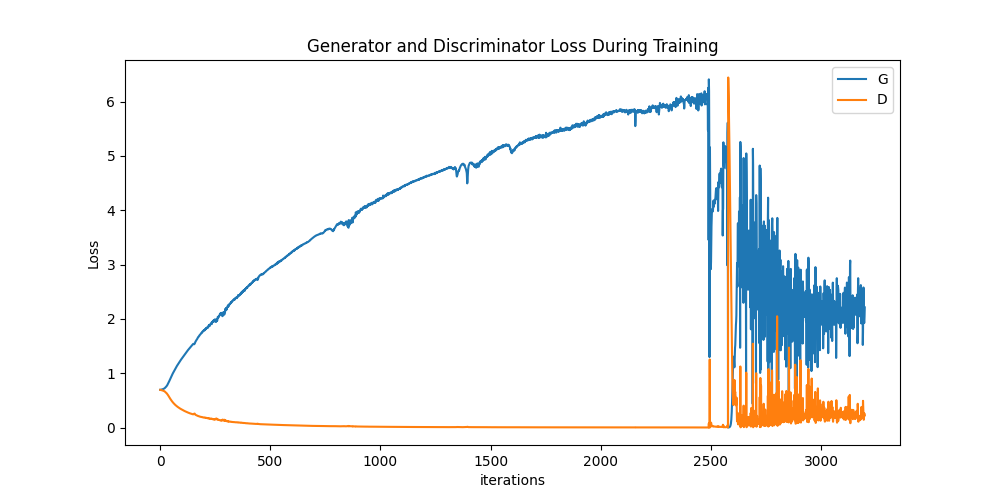 Generator and Discriminator Loss During Training
G
D
Loss
6
5
4
3
2
1
0
0 500 1000 1500 2000 2500 3000
iterations